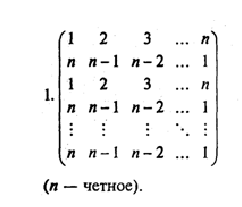 1. ( 1 2 3 ... n
n n−1 n−2 ... 1
1 2 3 ... n
n n−1 n−2 ... 1
⋮ ⋮ ⋮ ⋱ ⋮
n n−1 n−2 ... 1 )
(n — четное).